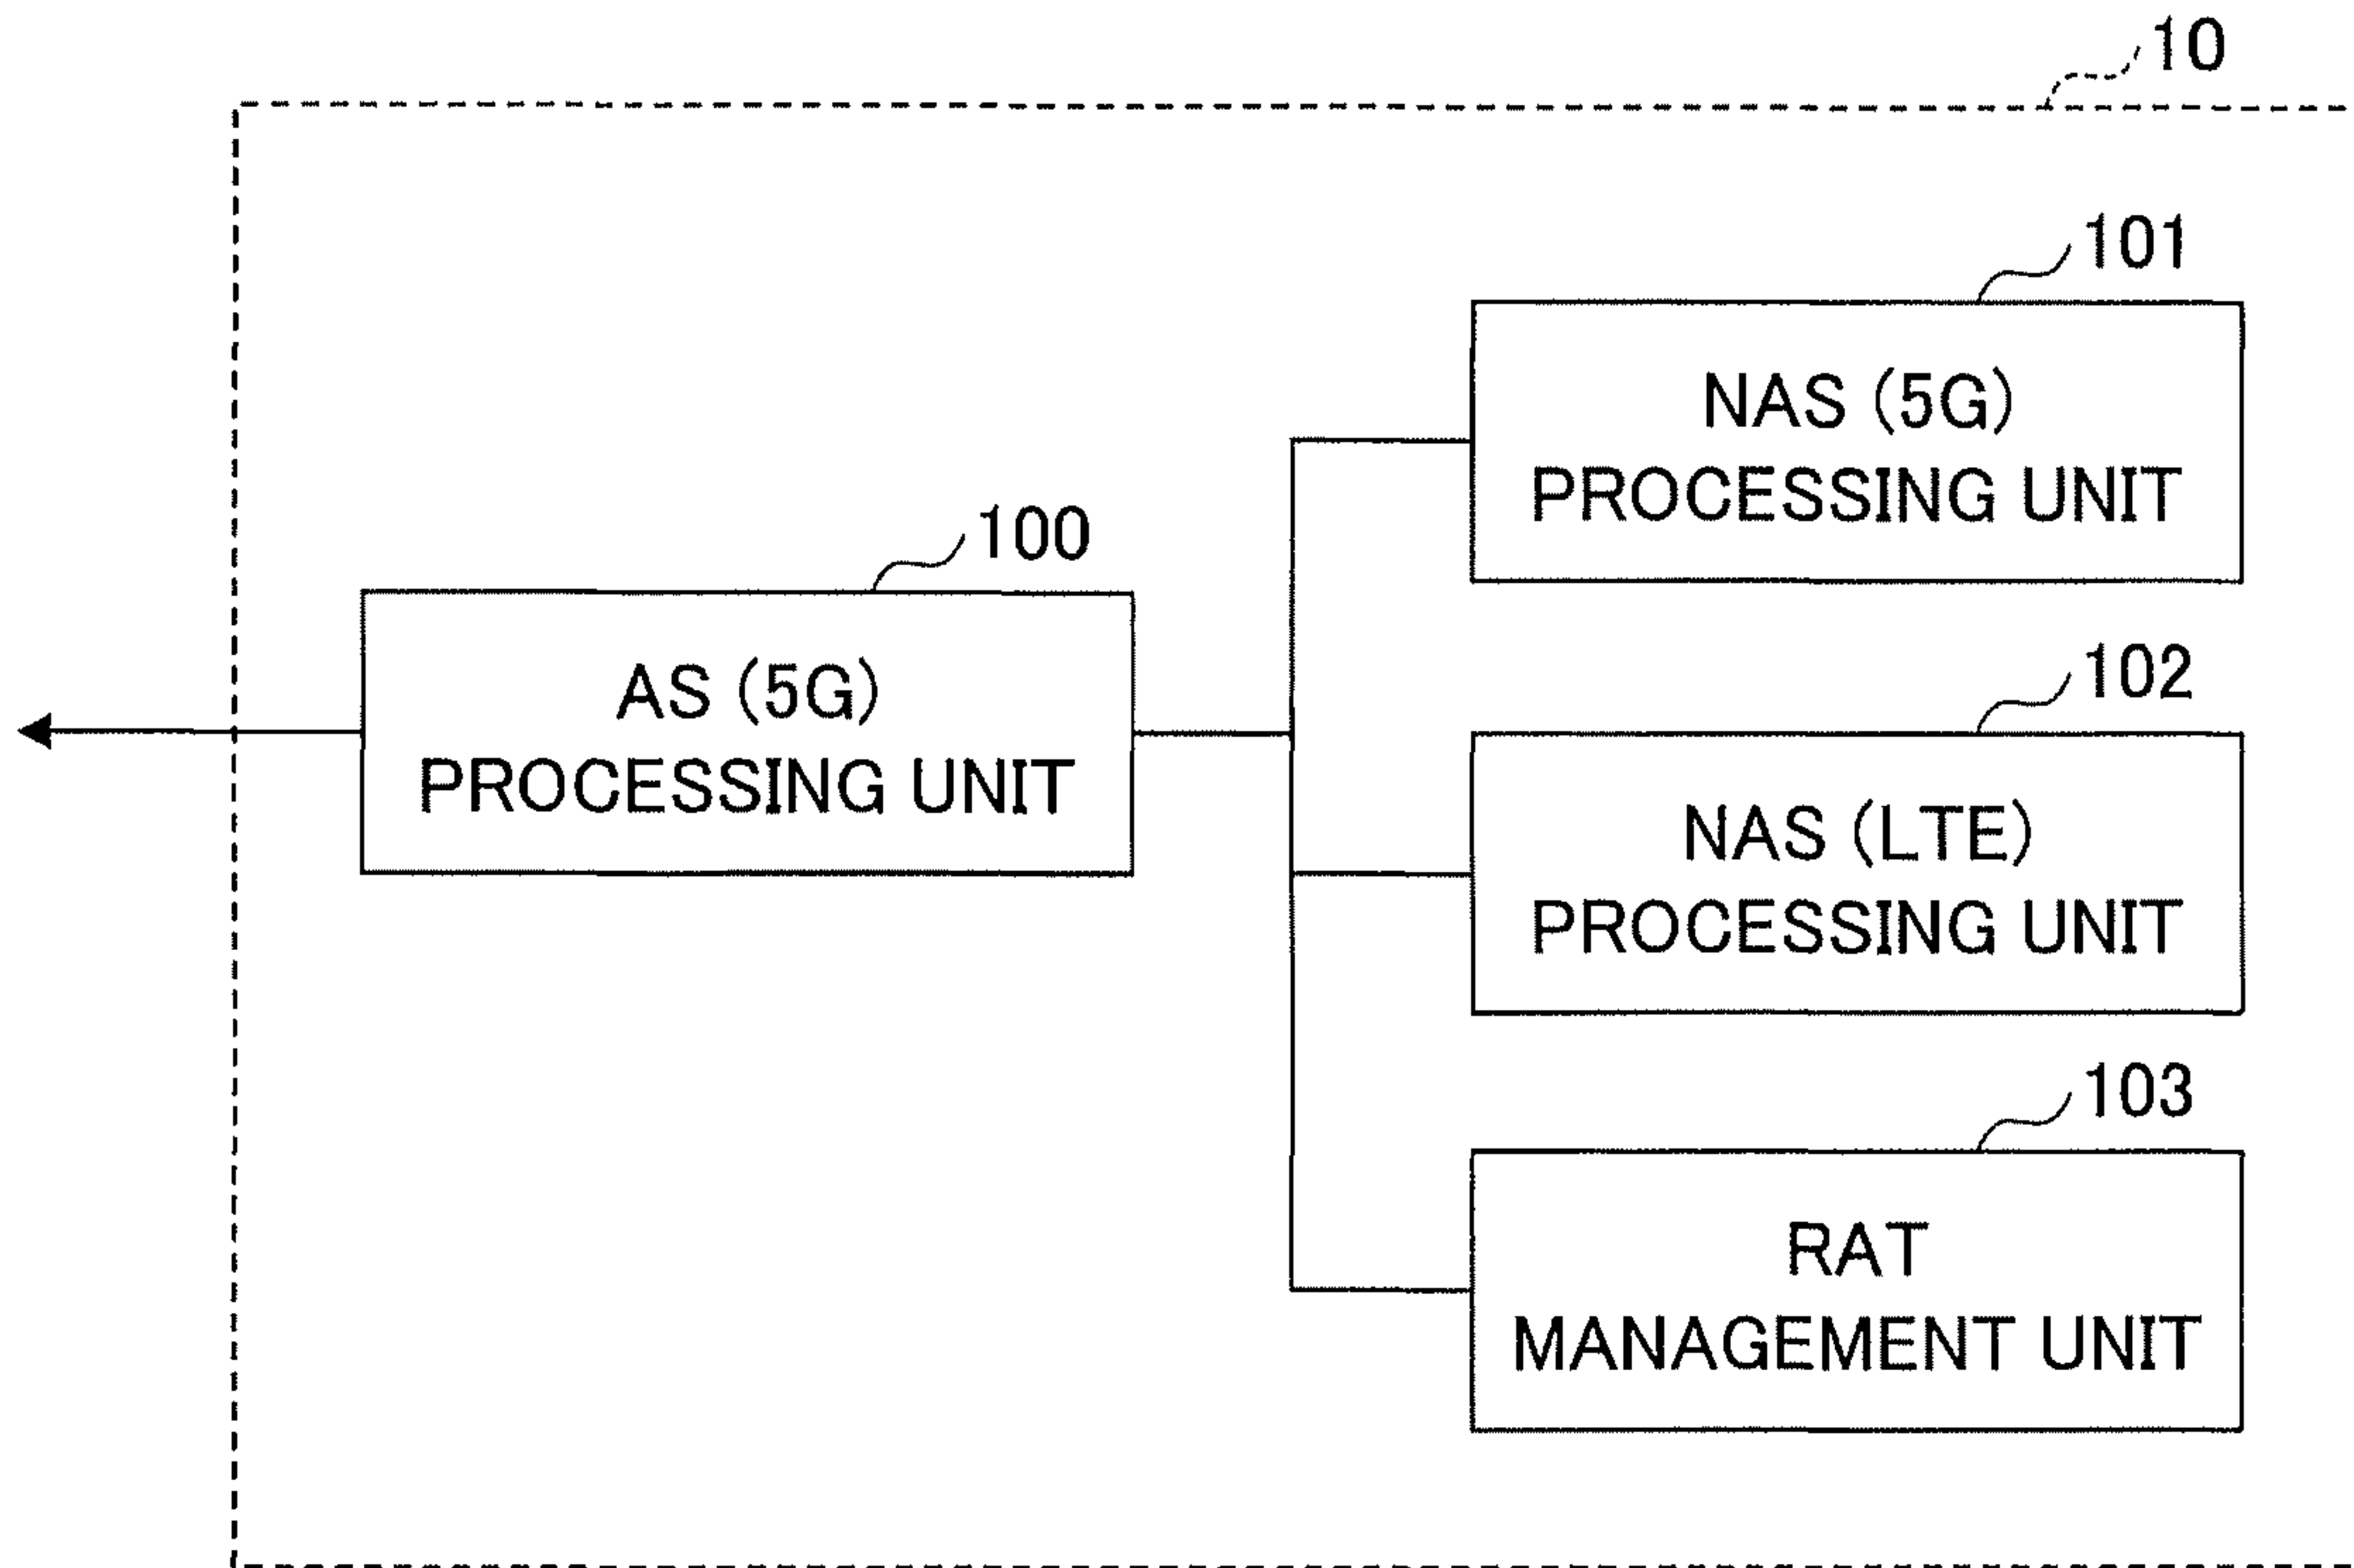 10
101
NAS (5G)
PROCESSING UNIT
100
AS (5G)
PROCESSING UNIT
102
NAS (LTE)
PROCESSING UNIT
103
RAT
MANAGEMENT UNIT